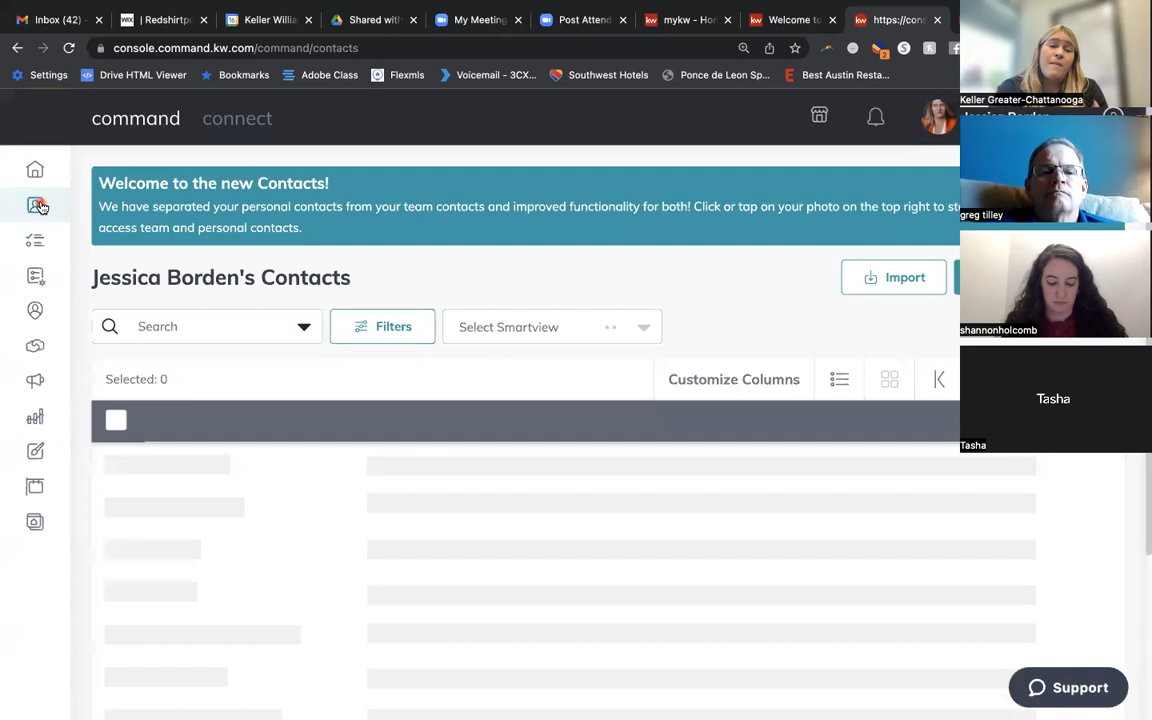 Inbox (42) -
| Redshirtpr
Keller Willia
Shared with
My Meeting
Post Attend
mykw - Ho
Welcome to
https://cons
console.command.kw.com/command/contacts
Settings
Drive HTML Viewer
Bookmarks
Adobe Class
Flexmls
Voicemail - 3CX...
Southwest Hotels
Ponce de Leon Sp...
Best Austin Resta...
Keller Greater-Chattanooga
command connect
greg tilley
Welcome to the new Contacts!
We have separated your personal contacts from your team contacts and improved functionality for both! Click or tap on your photo on the top right to
access team and personal contacts.
Jessica Borden's Contacts
Import
Search
Filters
Select Smartview
shannonholcomb
Selected: 0
Customize Columns
Tasha
Tasha
Support